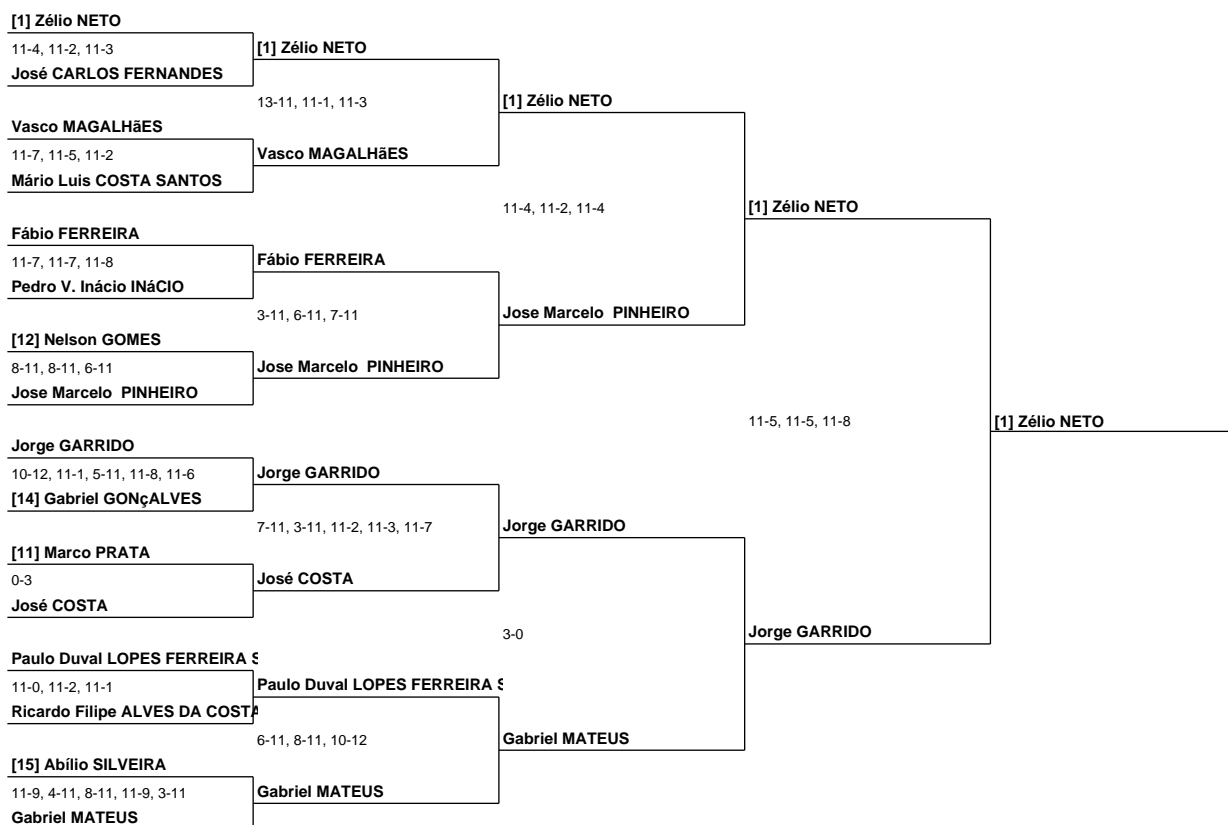 [1] Zélio NETO
11-4, 11-2, 11-3
José CARLOS FERNANDES
Vasco MAGALHãES
11-7, 11-5, 11-2
Mário Luis COSTA SANTOS
Fábio FERREIRA
11-7, 11-7, 11-8
Pedro V. Inácio INáCIO
[12] Nelson GOMES
8-11, 8-11, 6-11
Jose Marcelo PINHEIRO
Jorge GARRIDO
10-12, 11-1, 5-11, 11-8, 11-6
[14] Gabriel GONçALVES
[11] Marco PRATA
0-3
José COSTA
Paulo Duval LOPES FERREIRA S
11-0, 11-2, 11-1
Ricardo Filipe ALVES DA COSTA
[15] Abílio SILVEIRA
11-9, 4-11, 8-11, 11-9, 3-11
Gabriel MATEUS
[1] Zélio NETO
13-11, 11-1, 11-3
Vasco MAGALHãES
Fábio FERREIRA
3-11, 6-11, 7-11
Jose Marcelo PINHEIRO
Jorge GARRIDO
7-11, 3-11, 11-2, 11-3, 11-7
José COSTA
Paulo Duval LOPES FERREIRA S
6-11, 8-11, 10-12
Gabriel MATEUS
[1] Zélio NETO
11-4, 11-2, 11-4
Jose Marcelo PINHEIRO
Jorge GARRIDO
3-0
Gabriel MATEUS
[1] Zélio NETO
11-5, 11-5, 11-8
Jorge GARRIDO
[1] Zélio NETO